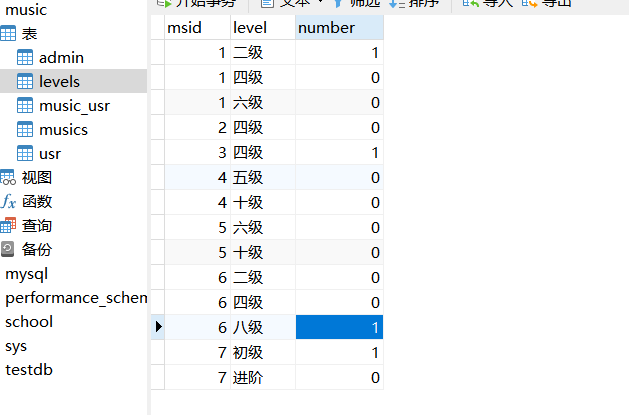 开始事务 文本 筛选 排序 导入 导出
music
表
admin
levels
music_usr
musics
usr
视图
函数
查询
备份
mysql
performance_schem
school
sys
testdb
msid level number
1 二级 1
1 四级 0
1 六级 0
2 四级 0
3 四级 1
4 五级 0
4 十级 0
5 六级 0
5 十级 0
6 二级 0
6 四级 0
6 八级 1
7 初级 1
7 进阶 0